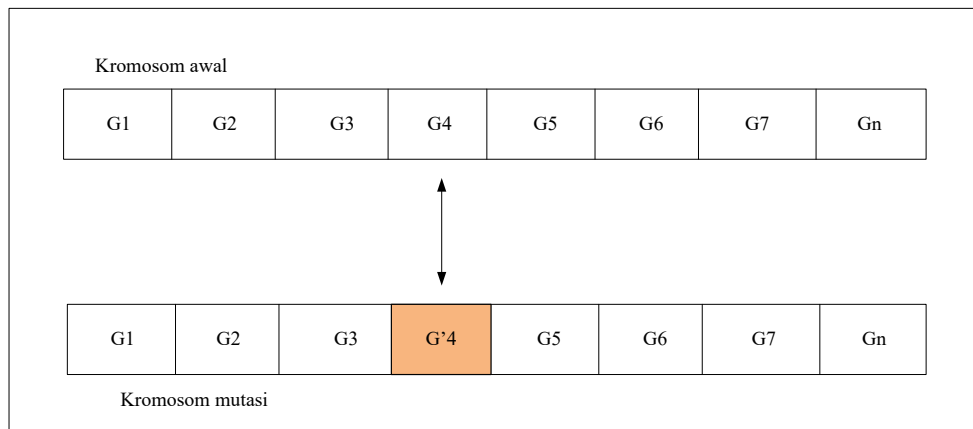 Kromosom awal
G1 G2 G3 G4 G5 G6 G7 Gn
G1 G2 G3 G’4 G5 G6 G7 Gn
Kromosom mutasi